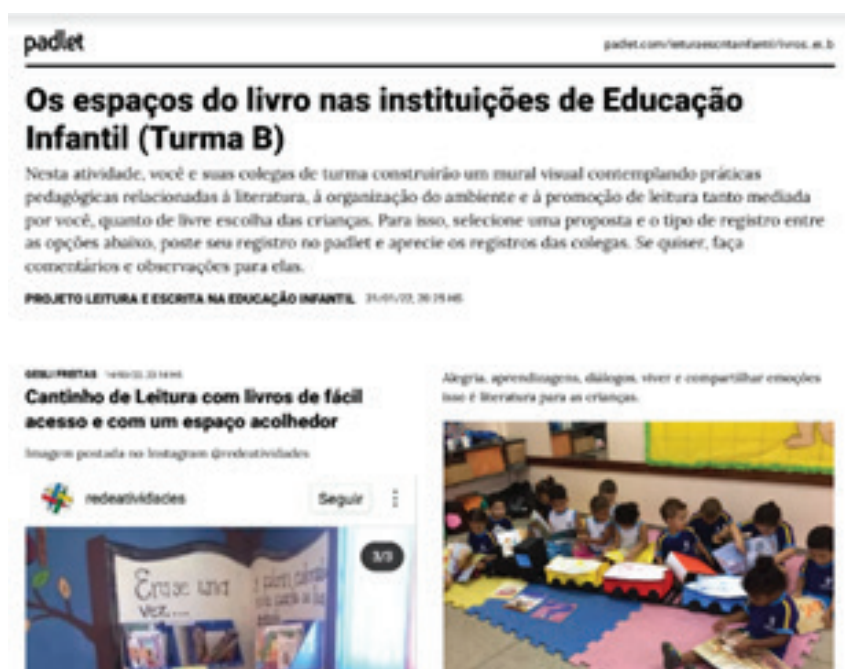 padlet
Os espaços do livro nas instituições de Educação
Infantil (Turma B)
Nesta atividade, você e suas colegas de turma construirão um mural visual contemplando práticas
pedagógicas relacionadas à literatura, à organização do ambiente e à promoção de leitura tanto mediada
por você, quanto de livre escolha das crianças. Para isso, selecione uma proposta e o tipo de registro entre
as opções abaixo, poste seu registro no padlet e aprecie os registros das colegas. Se quiser, faça
comentários e observações para elas.
PROJETO LEITURA E ESCRITA NA EDUCAÇÃO INFANTIL
FREITAS
Cantinho de Leitura com livros de fácil
acesso e com um espaço acolhedor
Imagem postada no Instagram @redeatividades
redeatividades
Seguir
3/3
Era se uma
vez...
Alegria, aprendizagens, diálogos, viver e compartilhar emoções
isso é literatura para as crianças.